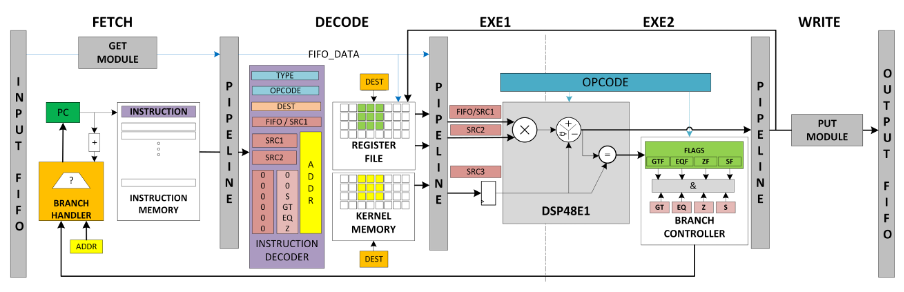 FETCH
DECODE
EXE1
EXE2
WRITE
INPUT FIFO
GET
MODULE
PC
+
?
BRANCH
HANDLER
ADDR
INSTRUCTION
INSTRUCTION
MEMORY
PIPELINE
FIFO_DATA
TYPE
OPCODE
DEST
FIFO / SRC1
SRC1
SRC2
ADDR
0 0
0 0
0 S
0 GT
0 EQ
0 Z
INSTRUCTION
DECODER
DEST
REGISTER
FILE
KERNEL
MEMORY
DEST
PIPELINE
FIFO/SRC1
SRC2
SRC3
OPCODE
×
+
−
=
DSP48E1
FLAGS
GTF EQF ZF SF
&
GT EQ Z S
BRANCH
CONTROLLER
PIPELINE
PUT
MODULE
OUTPUT FIFO